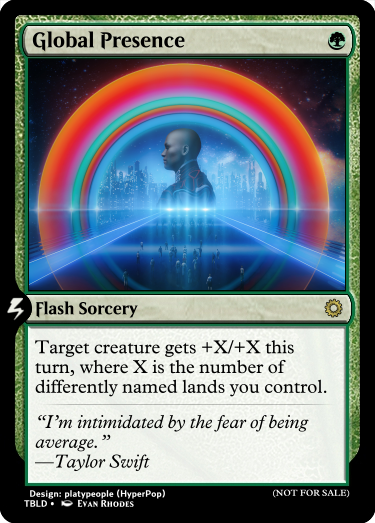 Global Presence
Flash Sorcery
Target creature gets +X/+X this
turn, where X is the number of
differently named lands you control.
“I’m intimidated by the fear of being
average.”
—Taylor Swift
Design: platypeople (HyperPop)
(NOT FOR SALE)
TBLD • Evan Rhodes